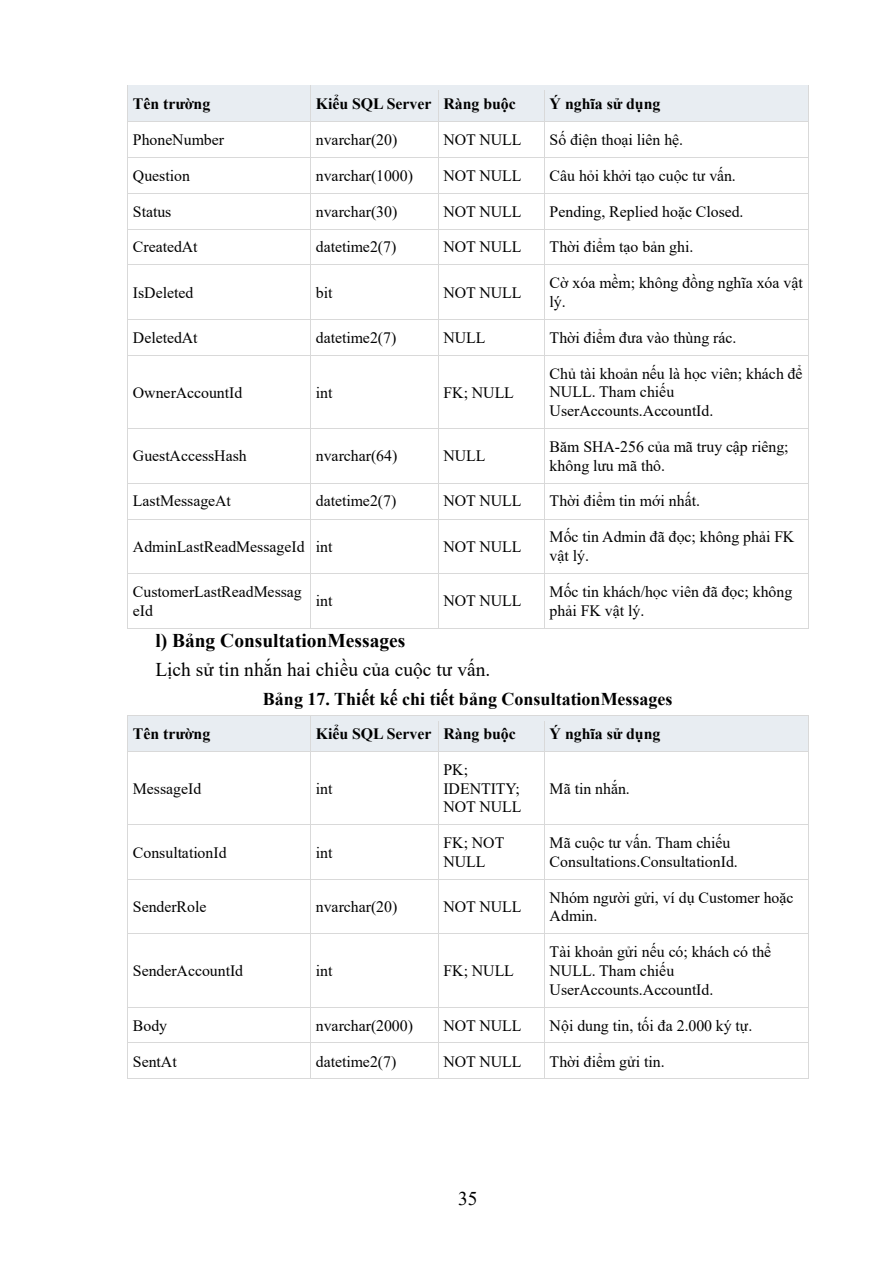 Tên trường Kiểu SQL Server Ràng buộc Ý nghĩa sử dụng
PhoneNumber nvarchar(20) NOT NULL Số điện thoại liên hệ.
Question nvarchar(1000) NOT NULL Câu hỏi khởi tạo cuộc tư vấn.
Status nvarchar(30) NOT NULL Pending, Replied hoặc Closed.
CreatedAt datetime2(7) NOT NULL Thời điểm tạo bản ghi.
IsDeleted bit NOT NULL Cờ xóa mềm; không đồng nghĩa xóa vật
lý.
DeletedAt datetime2(7) NULL Thời điểm đưa vào thùng rác.
OwnerAccountId int FK; NULL Chủ tài khoản nếu là học viên; khách để
NULL. Tham chiếu
UserAccounts.AccountId.
GuestAccessHash nvarchar(64) NULL Băm SHA-256 của mã truy cập riêng;
không lưu mã thô.
LastMessageAt datetime2(7) NOT NULL Thời điểm tin mới nhất.
AdminLastReadMessageId int NOT NULL Mốc tin Admin đã đọc; không phải FK
vật lý.
CustomerLastReadMessag
eId int NOT NULL Mốc tin khách/học viên đã đọc; không
phải FK vật lý.
l) Bảng ConsultationMessages
Lịch sử tin nhắn hai chiều của cuộc tư vấn.
Bảng 17. Thiết kế chi tiết bảng ConsultationMessages
Tên trường Kiểu SQL Server Ràng buộc Ý nghĩa sử dụng
MessageId int PK;
IDENTITY;
NOT NULL Mã tin nhắn.
ConsultationId int FK; NOT
NULL Mã cuộc tư vấn. Tham chiếu
Consultations.ConsultationId.
SenderRole nvarchar(20) NOT NULL Nhóm người gửi, ví dụ Customer hoặc
Admin.
SenderAccountId int FK; NULL Tài khoản gửi nếu có; khách có thể
NULL. Tham chiếu
UserAccounts.AccountId.
Body nvarchar(2000) NOT NULL Nội dung tin, tối đa 2.000 ký tự.
SentAt datetime2(7) NOT NULL Thời điểm gửi tin.
35